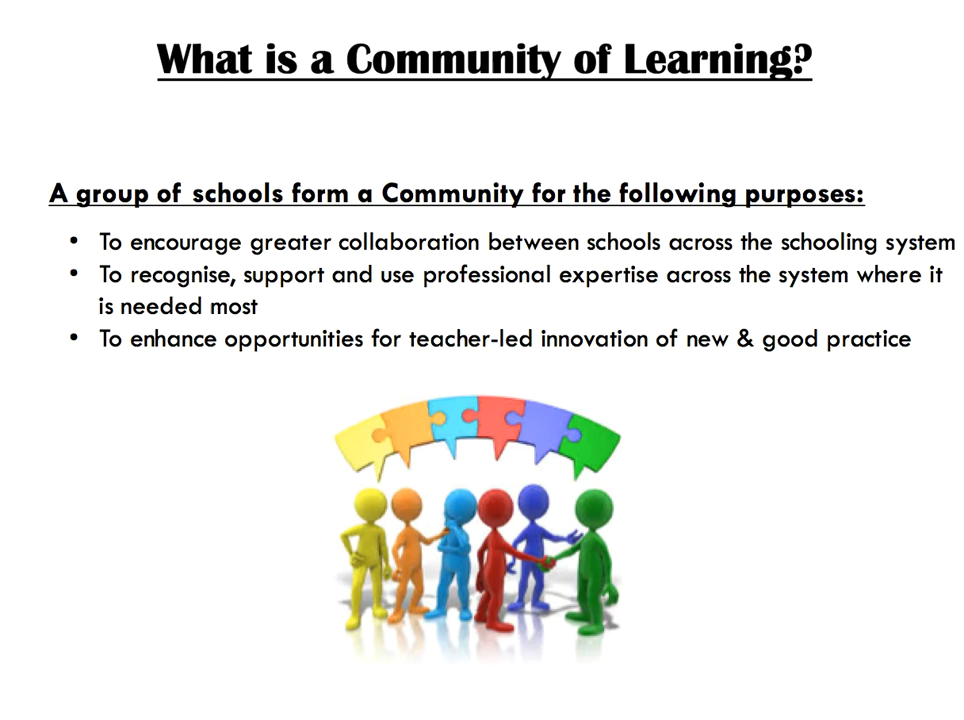 What is a Community of Learning?
A group of schools form a Community for the following purposes:
• To encourage greater collaboration between schools across the schooling system
• To recognise, support and use professional expertise across the system where it
is needed most
• To enhance opportunities for teacher-led innovation of new & good practice